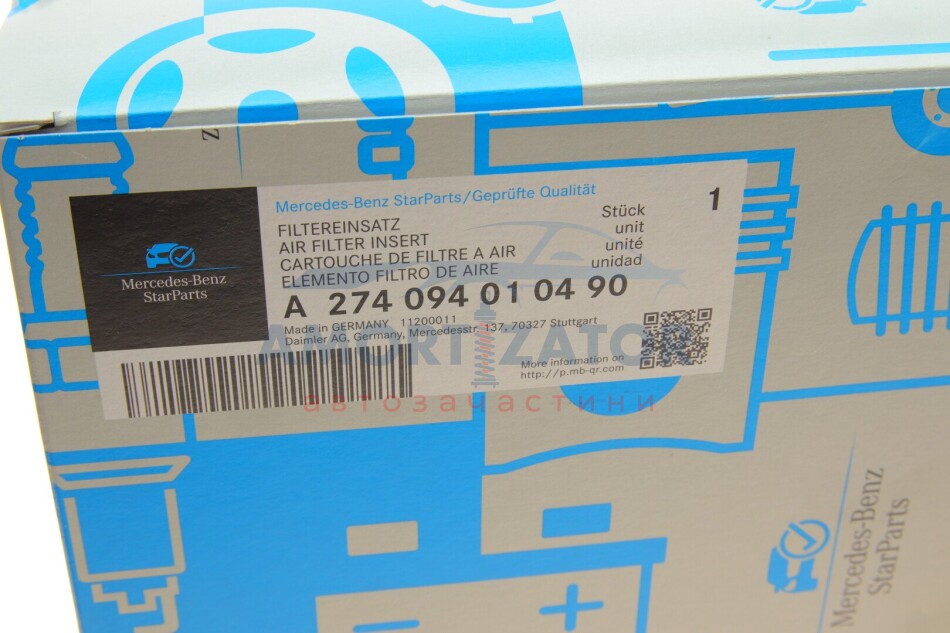 Mercedes-Benz StarParts/Geprüfte Qualität
FILTEREINSATZ
AIR FILTER INSERT
CARTOUCHE DE FILTRE A AIR
ELEMENTO FILTRO DE AIRE
Stück
unit
unité
unidad
1
A 274 094 01 04 90
Made in GERMANY 11200011
Daimler AG, Germany, Mercedesstr. 137, 70327 Stuttgart
More information on
http://p.mb-qr.com
Mercedes-Benz
StarParts
AMORTIZATOR
автозапчастини
Mercedes-Benz
StarParts